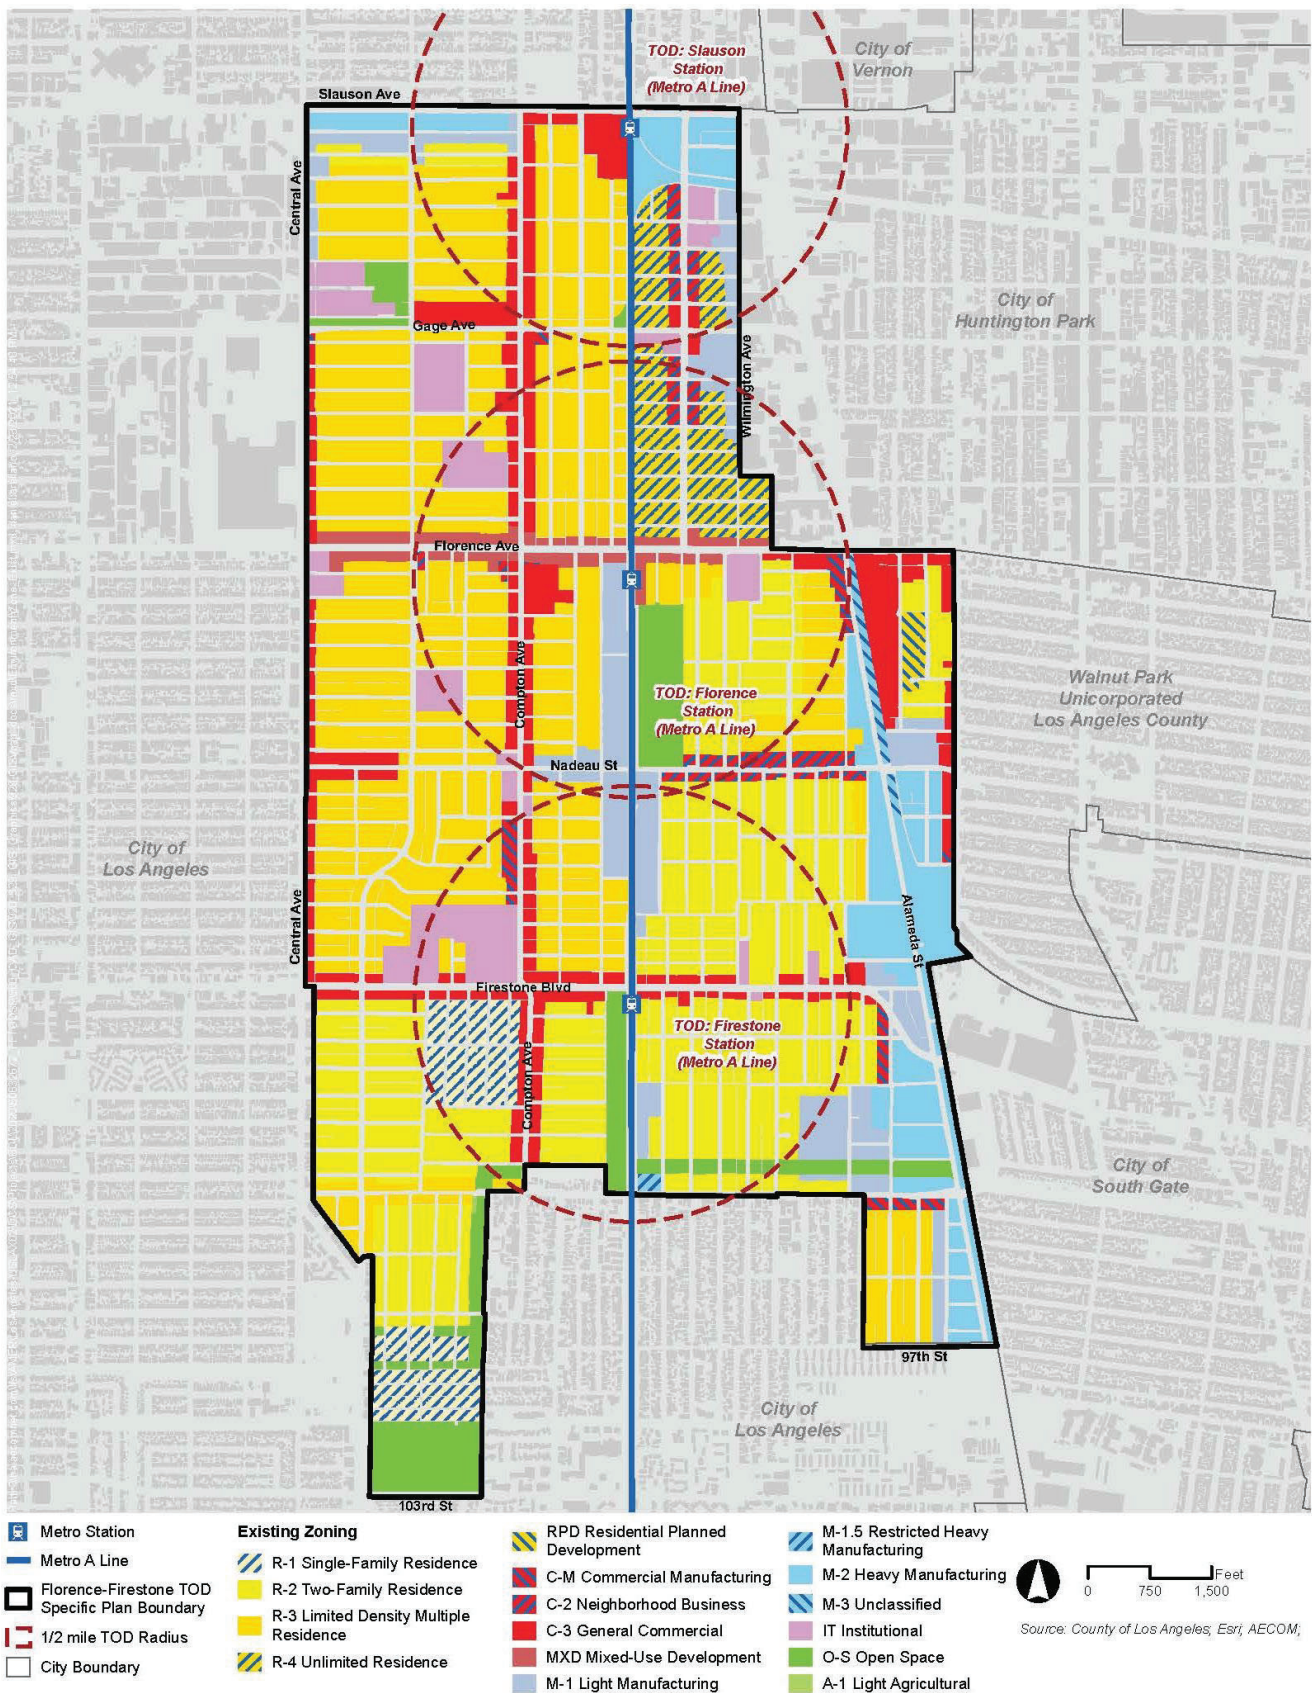 TOD: Slauson
Station
(Metro A Line)
City of
Vernon
Slauson Ave
Central Ave
City of
Huntington Park
Gage Ave
Wilmington Ave
Florence Ave
Compton Ave
TOD: Florence
Station
(Metro A Line)
Walnut Park
Unicorporated
Los Angeles County
Nadeau St
City of
Los Angeles
Central Ave
Alameda St
Firestone Blvd
TOD: Firestone
Station
(Metro A Line)
Compton Ave
City of
South Gate
97th St
City of
Los Angeles
103rd St
Metro Station
Metro A Line
Florence-Firestone TOD
Specific Plan Boundary
1/2 mile TOD Radius
City Boundary
Existing Zoning
R-1 Single-Family Residence
R-2 Two-Family Residence
R-3 Limited Density Multiple
Residence
R-4 Unlimited Residence
RPD Residential Planned
Development
C-M Commercial Manufacturing
C-2 Neighborhood Business
C-3 General Commercial
MXD Mixed-Use Development
M-1 Light Manufacturing
M-1.5 Restricted Heavy
Manufacturing
M-2 Heavy Manufacturing
M-3 Unclassified
IT Institutional
O-S Open Space
A-1 Light Agricultural
Feet
0 750 1,500
Source: County of Los Angeles; Esri; AECOM;